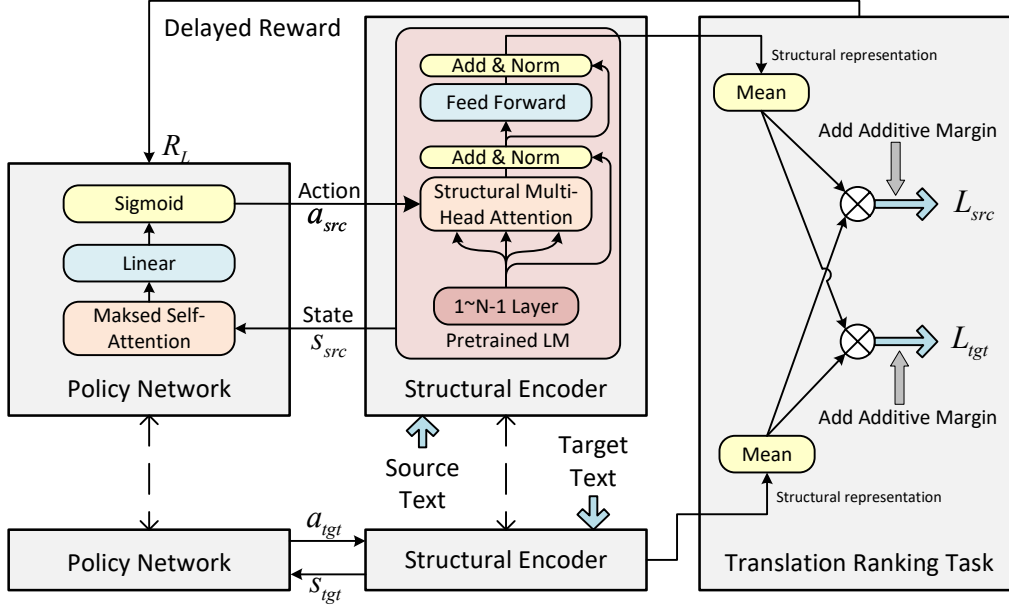 Delayed Reward
R_L
Sigmoid
Linear
Maksed Self-
Attention
Policy Network
Action
a_src
State
s_src
Add & Norm
Feed Forward
Add & Norm
Structural Multi-
Head Attention
1~N-1 Layer
Pretrained LM
Structural Encoder
Source
Text
Target
Text
Policy Network
a_tgt
s_tgt
Structural Encoder
Structural representation
Mean
Add Additive Margin
L_src
L_tgt
Add Additive Margin
Mean
Structural representation
Translation Ranking Task